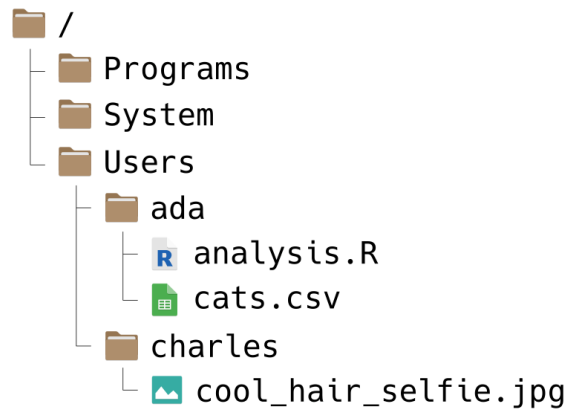 /
Programs
System
Users
ada
R analysis.R
cats.csv
charles
cool_hair_selfie.jpg